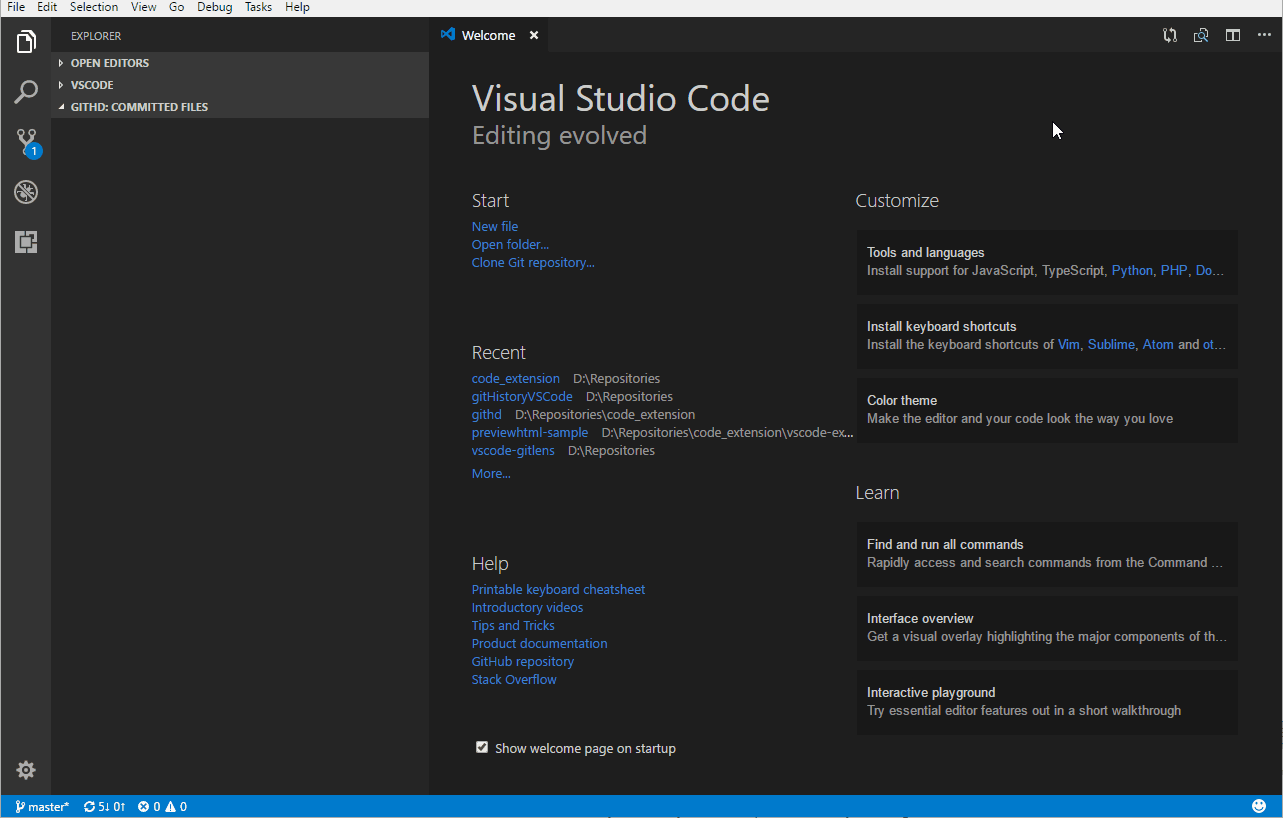 File Edit Selection View Go Debug Tasks Help
EXPLORER
OPEN EDITORS
VSCODE
GITHD: COMMITTED FILES
1
Welcome
Visual Studio Code
Editing evolved
Start
New file
Open folder...
Clone Git repository...
Recent
code_extension D:\Repositories
gitHistoryVSCode D:\Repositories
githd D:\Repositories\code_extension
previewhtml-sample D:\Repositories\code_extension\vscode-ex...
vscode-gitlens D:\Repositories
More...
Help
Printable keyboard cheatsheet
Introductory videos
Tips and Tricks
Product documentation
GitHub repository
Stack Overflow
Show welcome page on startup
Customize
Tools and languages
Install support for JavaScript, TypeScript, Python, PHP, Do...
Install keyboard shortcuts
Install the keyboard shortcuts of Vim, Sublime, Atom and ot...
Color theme
Make the editor and your code look the way you love
Learn
Find and run all commands
Rapidly access and search commands from the Command ...
Interface overview
Get a visual overlay highlighting the major components of th...
Interactive playground
Try essential editor features out in a short walkthrough
master* 5↓ 0↑ 0 0